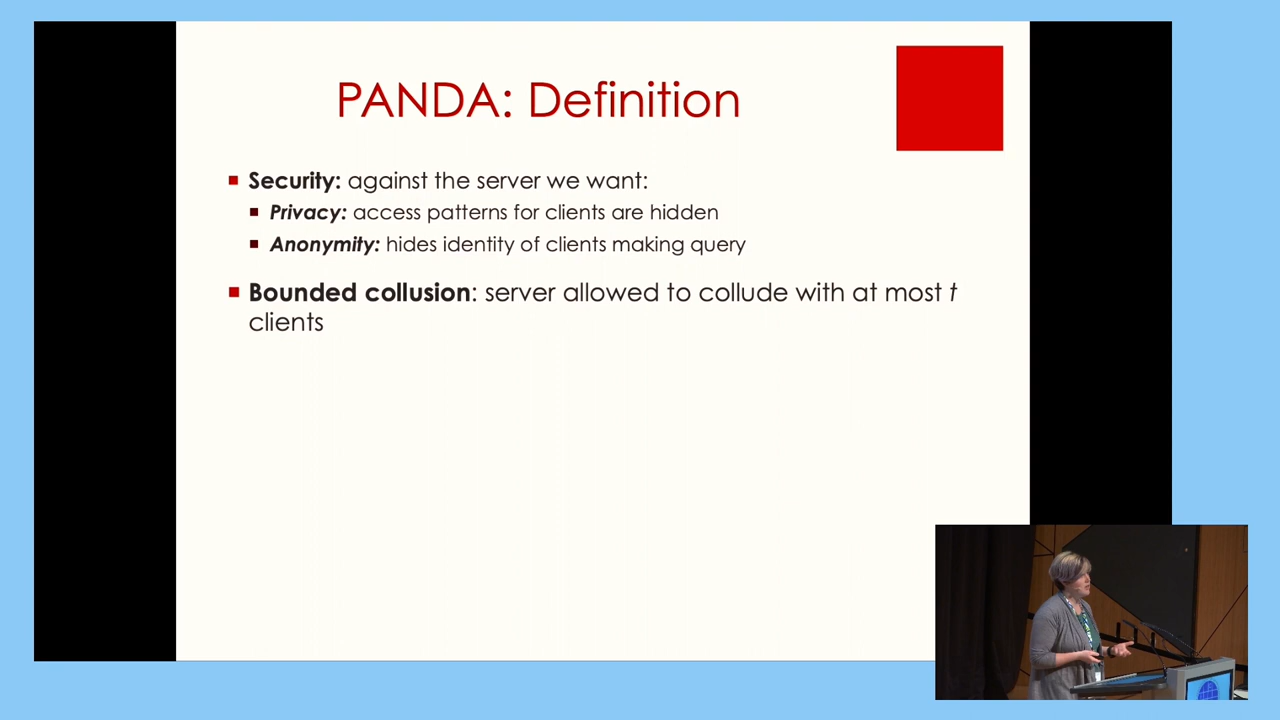 PANDA: Definition
Security: against the server we want:
Privacy: access patterns for clients are hidden
Anonymity: hides identity of clients making query
Bounded collusion: server allowed to collude with at most t
clients